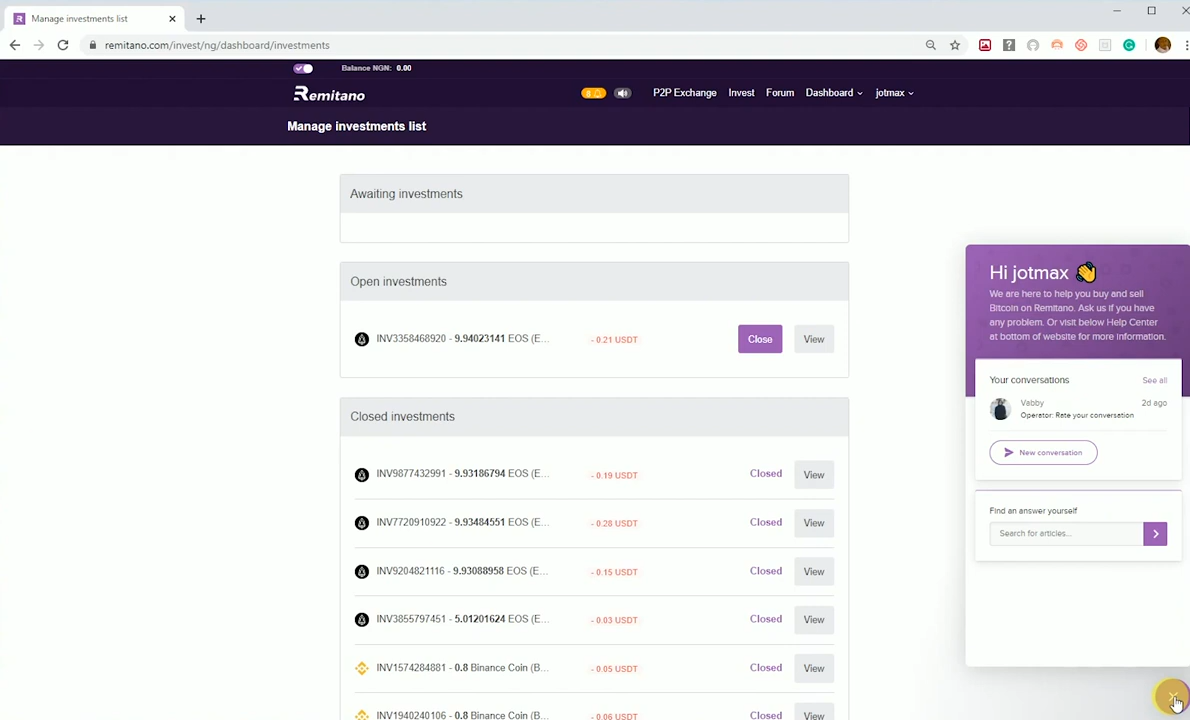 Manage investments list
remitano.com/invest/ng/dashboard/investments
Balance NGN: 0.00
Remitano
P2P Exchange Invest Forum Dashboard jotmax
Manage investments list
Awaiting investments
Open investments
INV3358468920 - 9.94023141 EOS (E... - 0.21 USDT Close View
Closed investments
INV9877432991 - 9.93186794 EOS (E... - 0.19 USDT Closed View
INV7720910922 - 9.93484551 EOS (E... - 0.28 USDT Closed View
INV9204821116 - 9.93088958 EOS (E... - 0.15 USDT Closed View
INV3855797451 - 5.01201624 EOS (E... - 0.03 USDT Closed View
INV1574284881 - 0.8 Binance Coin (B... - 0.05 USDT Closed View
INV1940240106 - 0.8 Binance Coin (B... - 0.06 USDT Closed View
Hi jotmax 👋
We are here to help you buy and sell
Bitcoin on Remitano. Ask us if you have
any problem. Or visit below Help Center
at bottom of website for more information.
Your conversations See all
Vabby 2d ago
Operator: Rate your conversation
New conversation
Find an answer yourself
Search for articles...